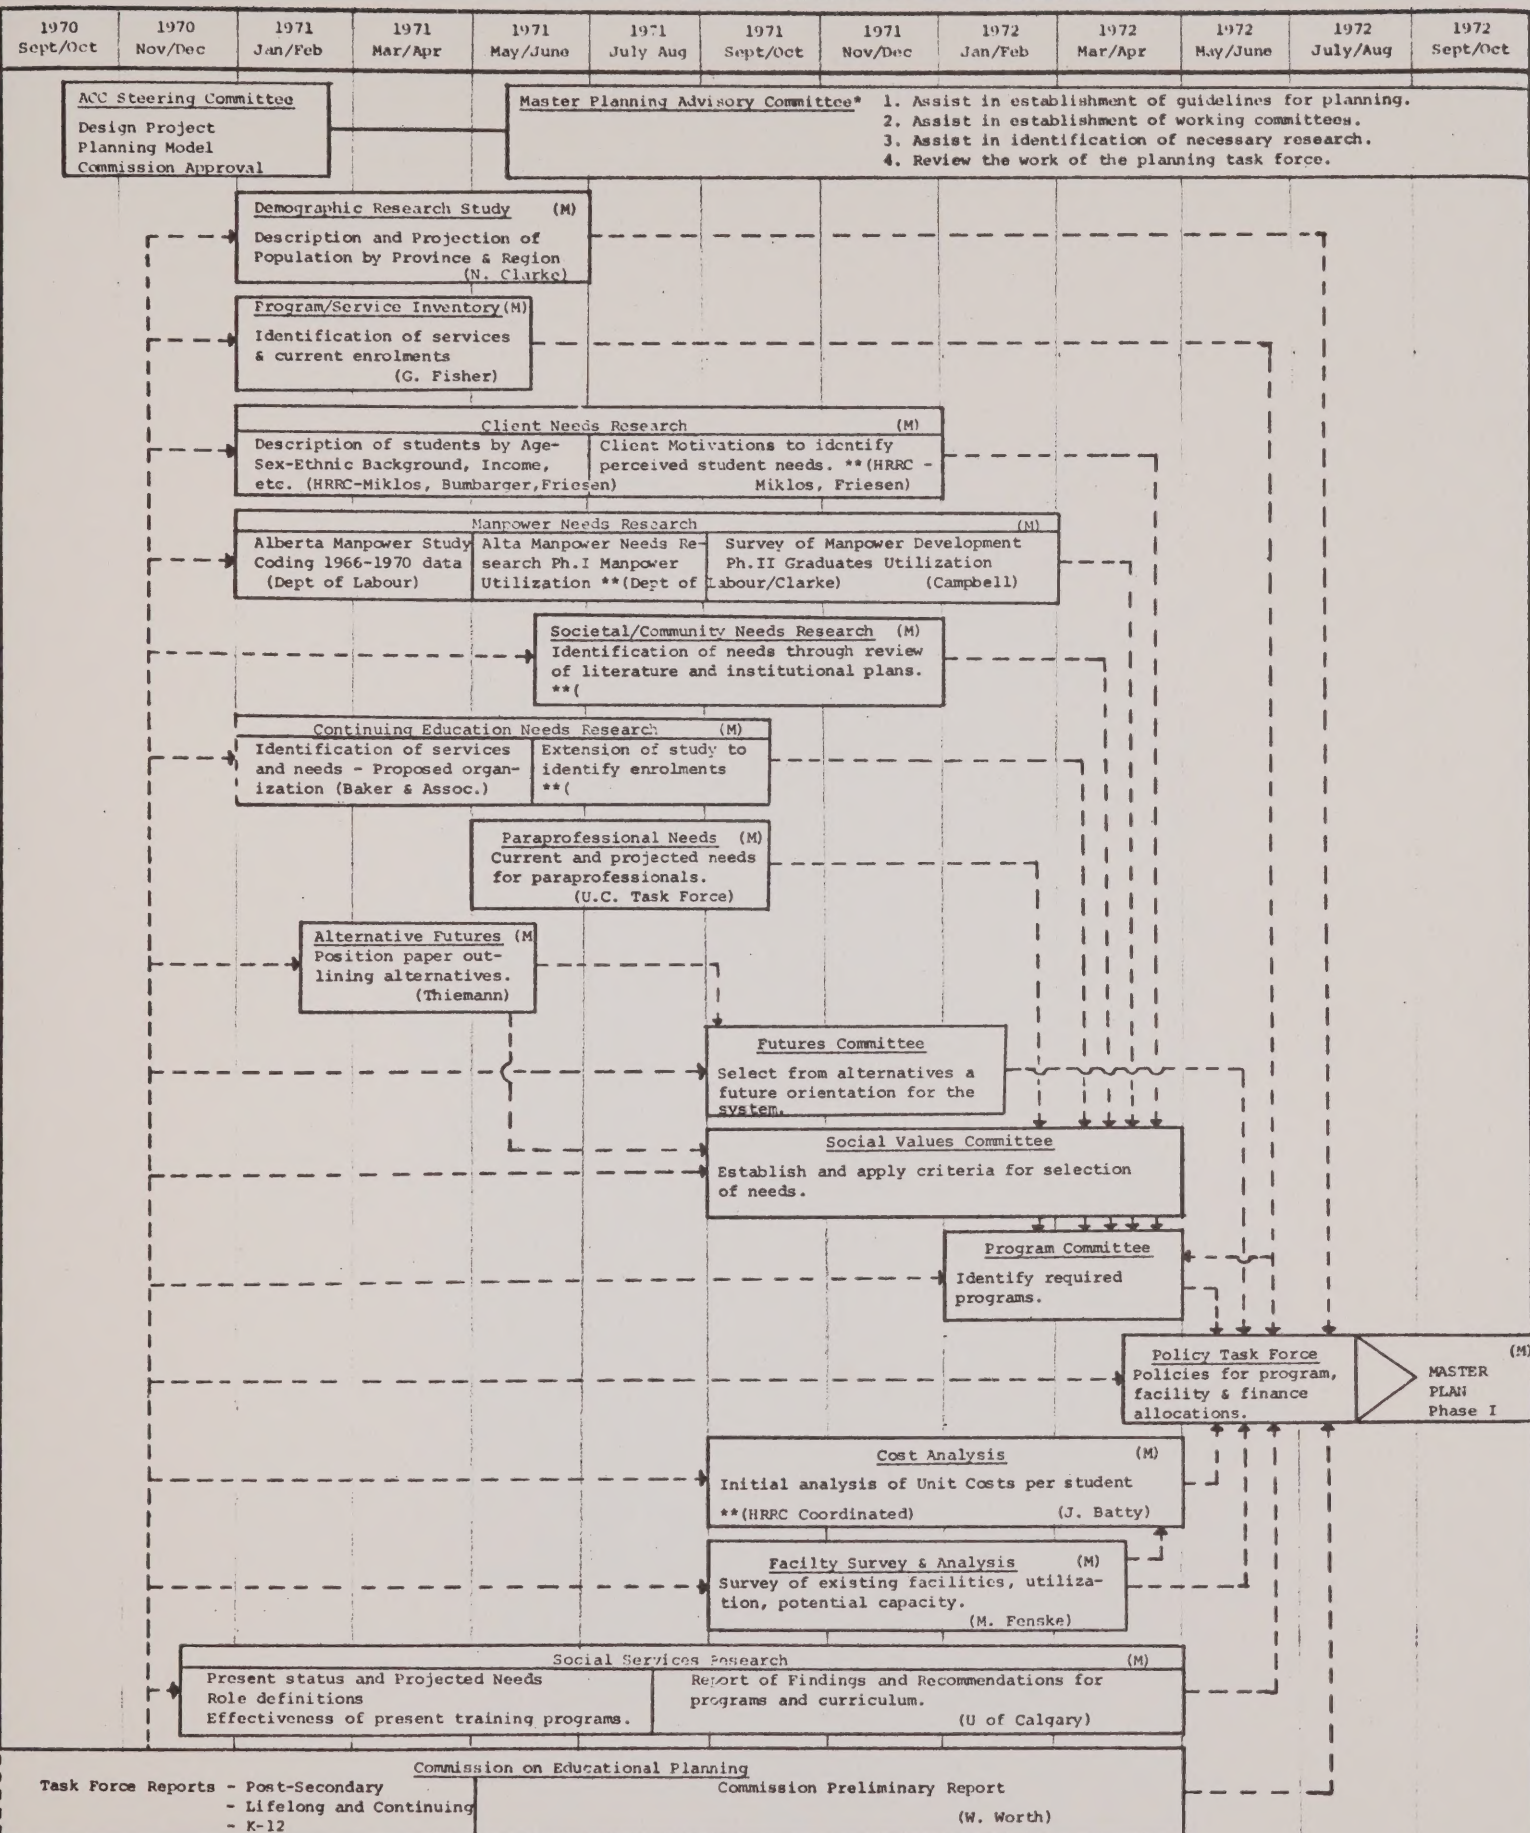 1970 1970 1971 1971 1971 1971 1971 1971 1972 1972 1972 1972 1972
Sept/Oct Nov/Dec Jan/Feb Mar/Apr May/June July Aug Sept/Oct Nov/Dec Jan/Feb Mar/Apr May/June July/Aug Sept/Oct
ACC Steering Committee
Design Project
Planning Model
Commission Approval
Master Planning Advisory Committee*
1. Assist in establishment of guidelines for planning.
2. Assist in establishment of working committees.
3. Assist in identification of necessary research.
4. Review the work of the planning task force.
Demographic Research Study (M)
Description and Projection of
Population by Province & Region
(N. Clarke)
Program/Service Inventory(M)
Identification of services
& current enrolments
(G. Fisher)
Client Needs Research (M)
Description of students by Age-
Sex-Ethnic Background, Income,
etc. (HRRC-Miklos, Bumbarger,Friesen)
Client Motivations to identify
perceived student needs. **(HRRC -
Miklos, Friesen)
Manpower Needs Research (M)
Alberta Manpower Study
Coding 1966-1970 data
(Dept of Labour)
Alta Manpower Needs Re-
search Ph.I Manpower
Utilization **(Dept of Labour/Clarke)
Survey of Manpower Development
Ph.II Graduates Utilization
(Campbell)
Societal/Community Needs Research (M)
Identification of needs through review
of literature and institutional plans.
**(
Continuing Education Needs Research (M)
Identification of services
and needs - Proposed organ-
ization (Baker & Assoc.)
Extension of study to
identify enrolments
**(
Paraprofessional Needs (M)
Current and projected needs
for paraprofessionals.
(U.C. Task Force)
Alternative Futures (M
Position paper out-
lining alternatives.
(Thiemann)
Futures Committee
Select from alternatives a
future orientation for the
system.
Social Values Committee
Establish and apply criteria for selection
of needs.
Program Committee
Identify required
programs.
Policy Task Force
Policies for program,
facility & finance
allocations.
(M)
MASTER
PLAN
Phase I
Cost Analysis (M)
Initial analysis of Unit Costs per student
**(HRRC Coordinated) (J. Batty)
Facilty Survey & Analysis (M)
Survey of existing facilities, utiliza-
tion, potential capacity.
(M. Fenske)
Social Services Research (M)
Present status and Projected Needs
Role definitions
Effectiveness of present training programs.
Report of Findings and Recommendations for
programs and curriculum.
(U of Calgary)
Commission on Educational Planning
Task Force Reports - Post-Secondary
- Lifelong and Continuing
- K-12
Commission Preliminary Report
(W. Worth)